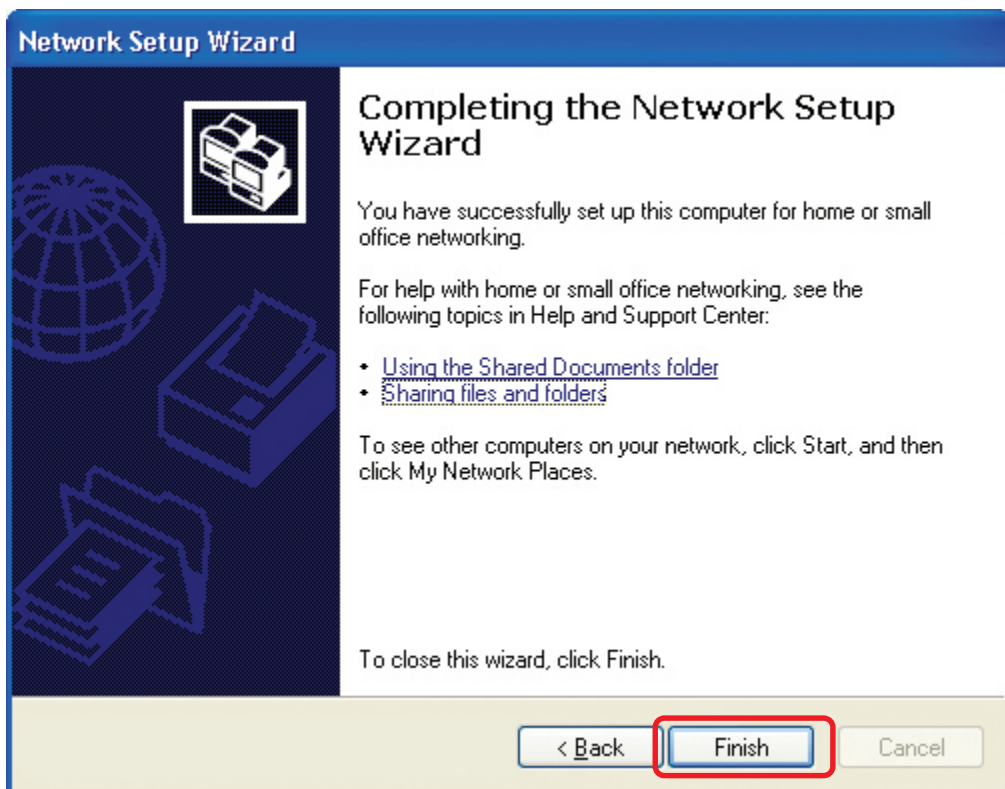 Network Setup Wizard
Completing the Network Setup
Wizard
You have successfully set up this computer for home or small
office networking.
For help with home or small office networking, see the
following topics in Help and Support Center:
• Using the Shared Documents folder
• Sharing files and folders
To see other computers on your network, click Start, and then
click My Network Places.
To close this wizard, click Finish.
< Back Finish Cancel